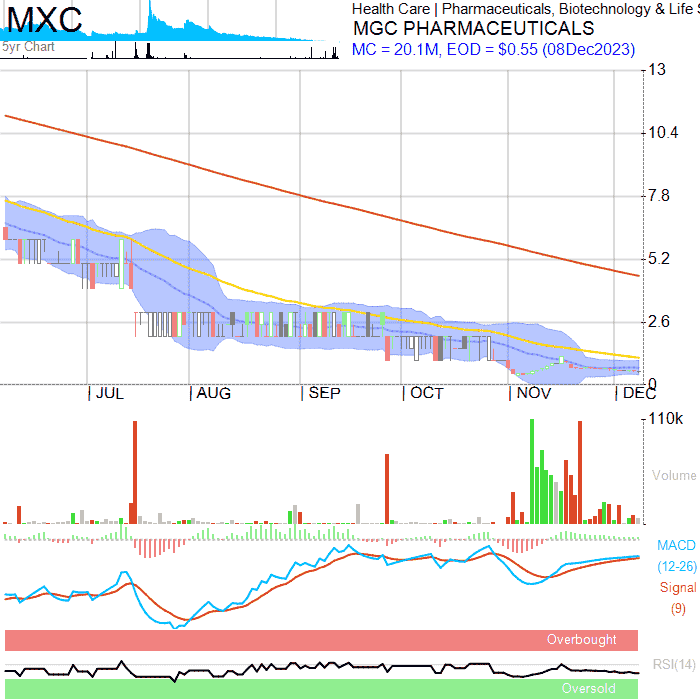 MXC
Health Care | Pharmaceuticals, Biotechnology & Life
MGC PHARMACEUTICALS
5yr Chart
MC = 20.1M, EOD = $0.55 (08Dec2023)
13
10.4
7.8
5.2
2.6
0
JUL AUG SEP OCT NOV DEC
110k
Volume
MACD
(12-26)
Signal
(9)
Overbought
RSI(14)
Oversold